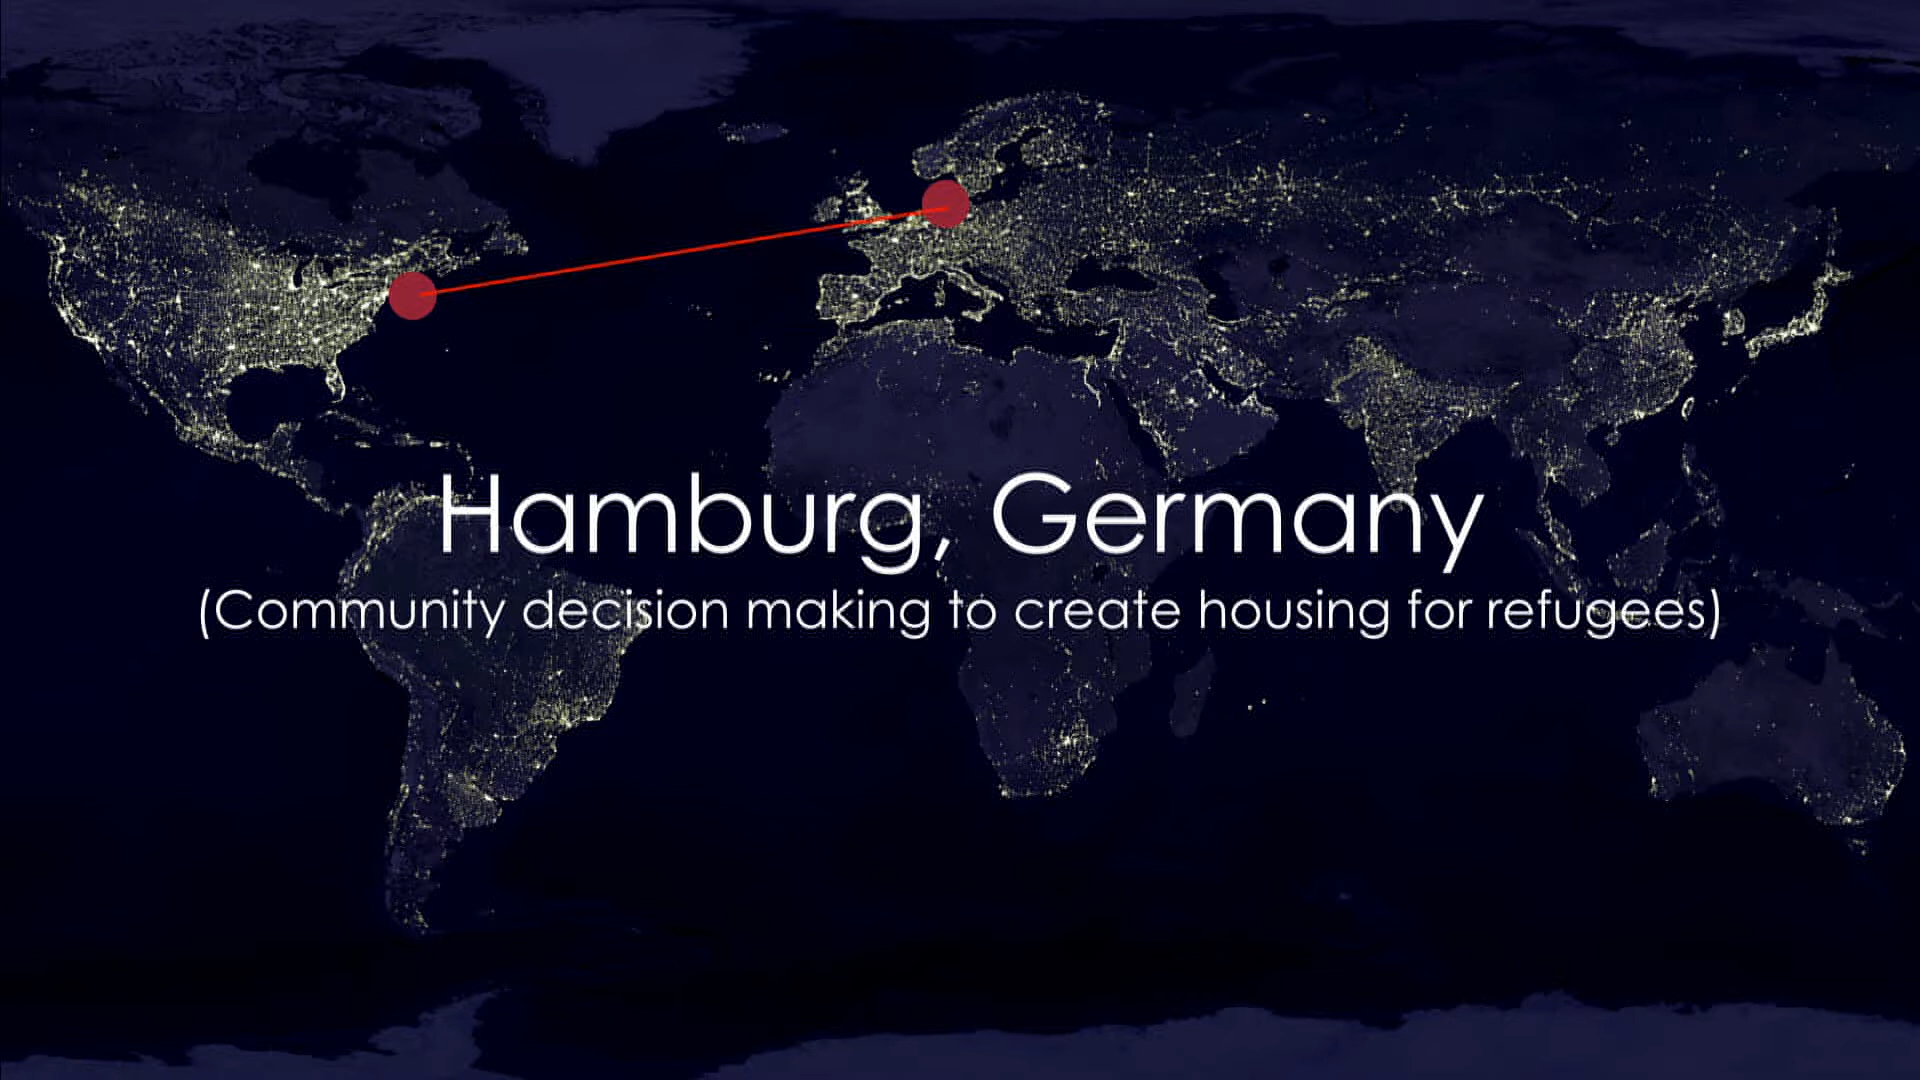 Hamburg, Germany
(Community decision making to create housing for refugees)